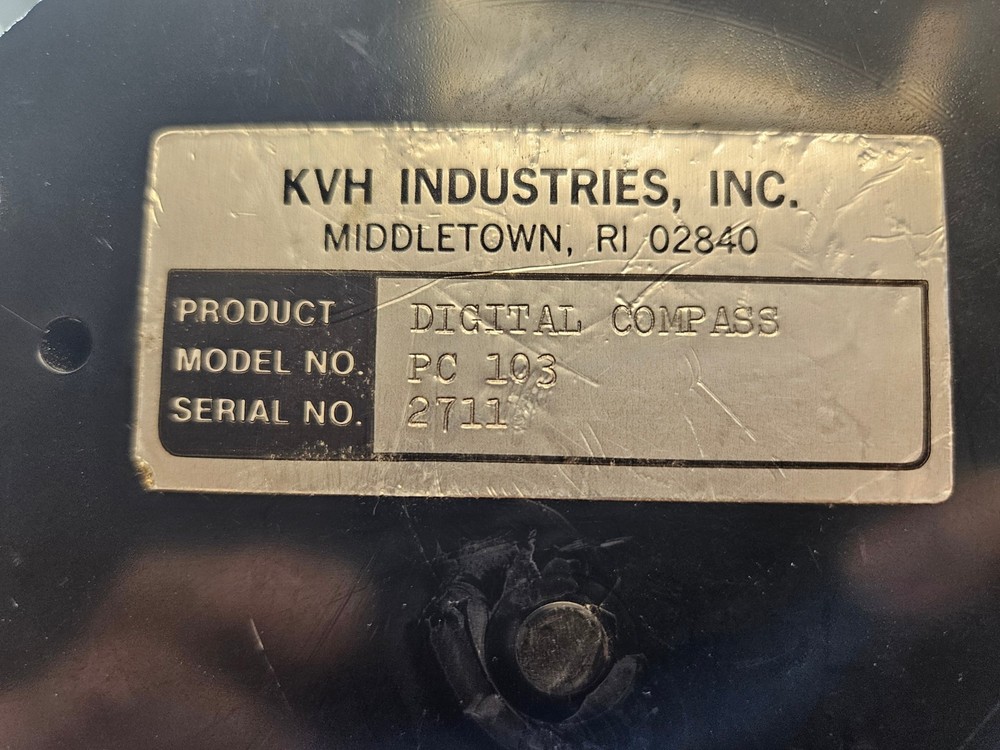 KVH INDUSTRIES, INC.
MIDDLETOWN, RI 02840
PRODUCT DIGITAL COMPASS
MODEL NO. PC 103
SERIAL NO. 2711